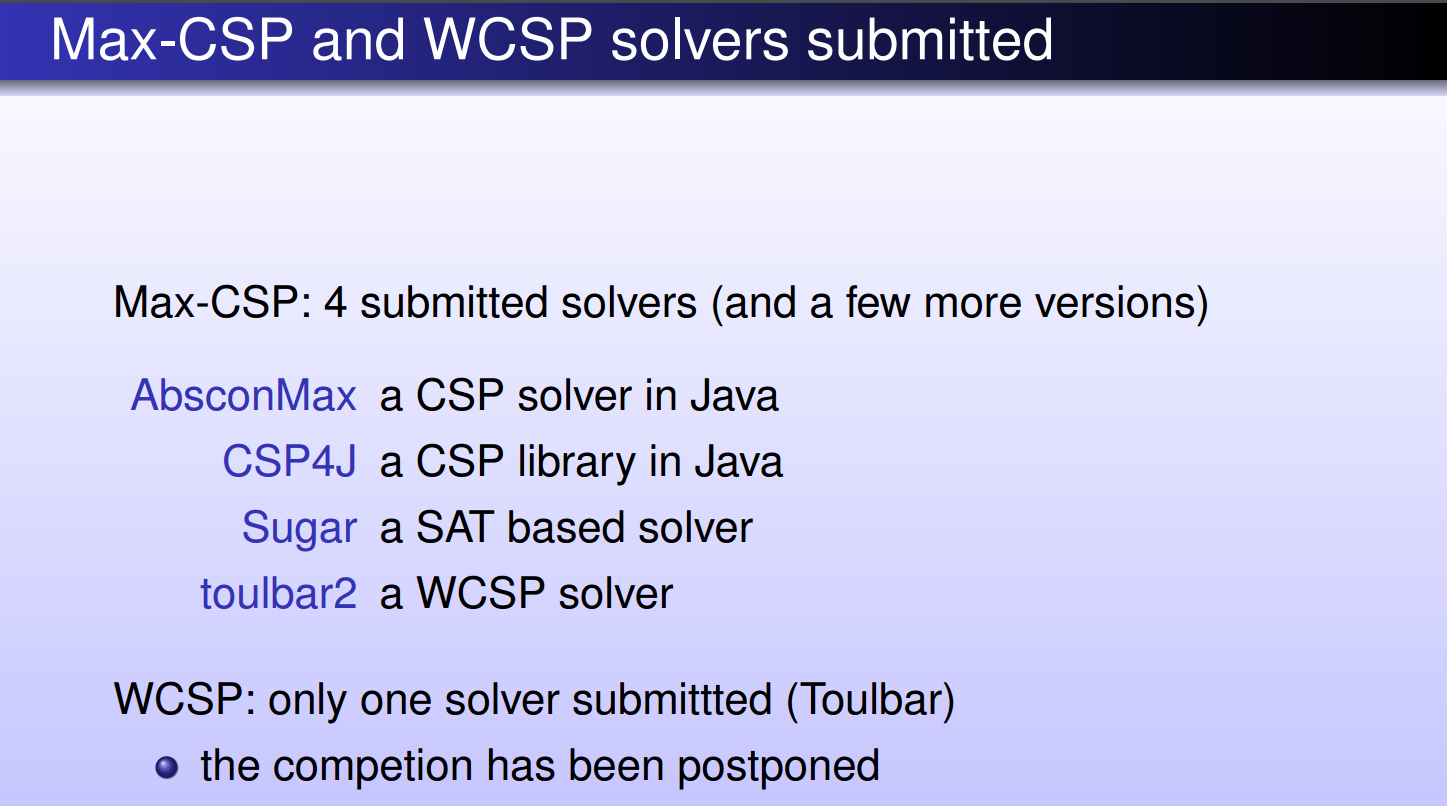 Max-CSP and WCSP solvers submitted
Max-CSP: 4 submitted solvers (and a few more versions)
AbsconMax a CSP solver in Java
CSP4J a CSP library in Java
Sugar a SAT based solver
toulbar2 a WCSP solver
WCSP: only one solver submittted (Toulbar)
the competion has been postponed